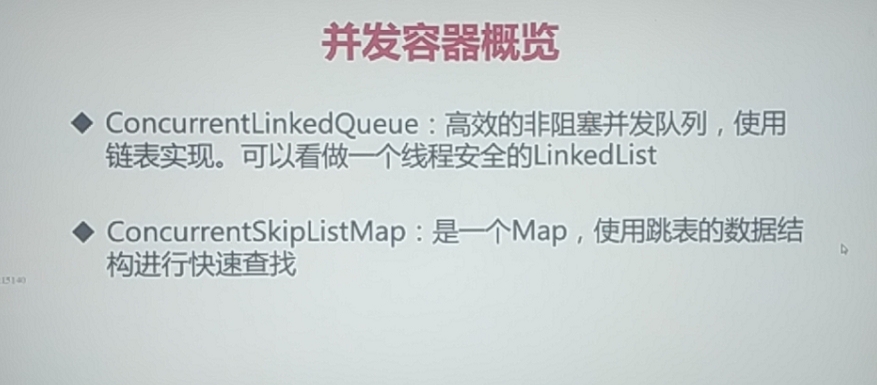 并发容器概览
◆ ConcurrentLinkedQueue：高效的非阻塞并发队列，使用
链表实现。可以看做一个线程安全的LinkedList
◆ ConcurrentSkipListMap：是一个Map，使用跳表的数据结
构进行快速查找